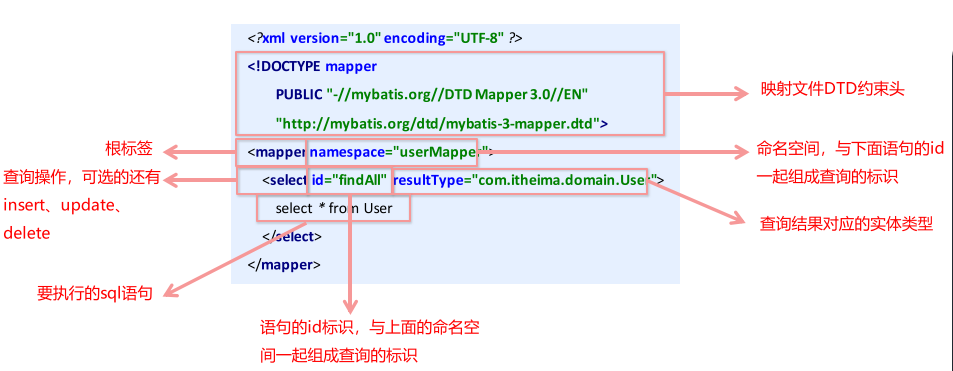 <?xml version="1.0" encoding="UTF-8" ?>
<!DOCTYPE mapper
PUBLIC "-//mybatis.org//DTD Mapper 3.0//EN"
"http://mybatis.org/dtd/mybatis-3-mapper.dtd">
<mapper namespace="userMapper">
<select id="findAll" resultType="com.itheima.domain.User">
select * from User
</select>
</mapper>
映射文件DTD约束头
根标签
命名空间，与下面语句的id
一起组成查询的标识
查询操作，可选的还有
insert、update、
delete
查询结果对应的实体类型
要执行的sql语句
语句的id标识，与上面的命名空
间一起组成查询的标识